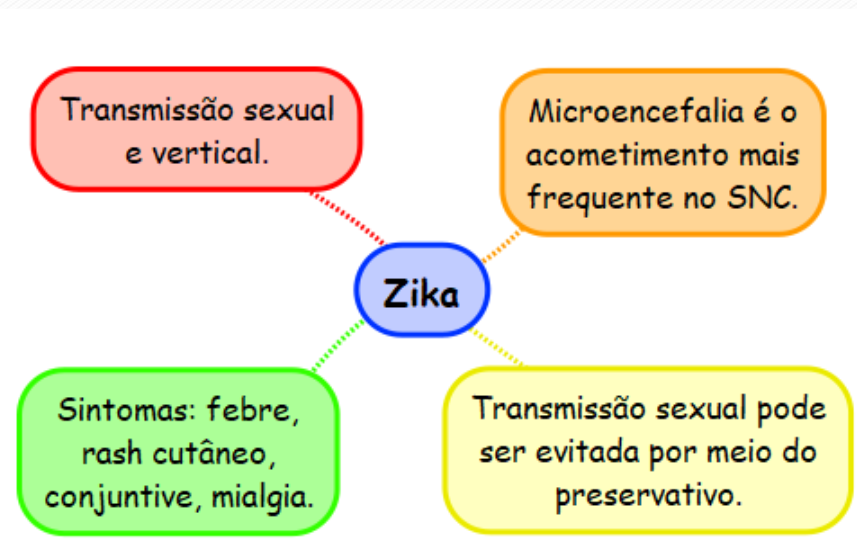 Transmissão sexual
e vertical.
Microencefalia é o
acometimento mais
frequente no SNC.
Zika
Sintomas: febre,
rash cutâneo,
conjuntive, mialgia.
Transmissão sexual pode
ser evitada por meio do
preservativo.